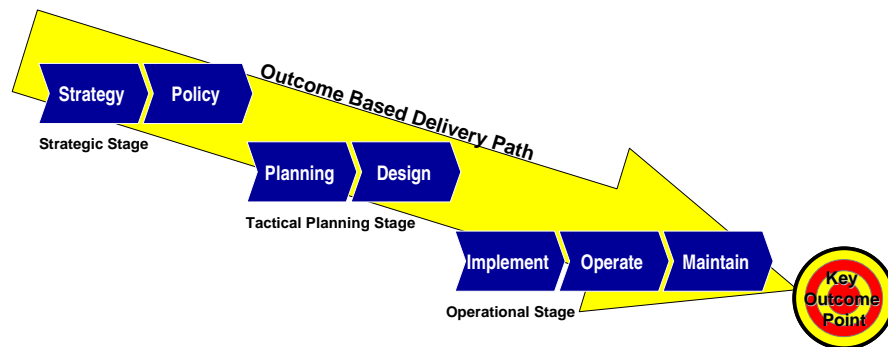 Outcome Based Delivery Path
Strategy
Policy
Strategic Stage
Planning
Design
Tactical Planning Stage
Implement
Operate
Maintain
Operational Stage
Key
Outcome
Point